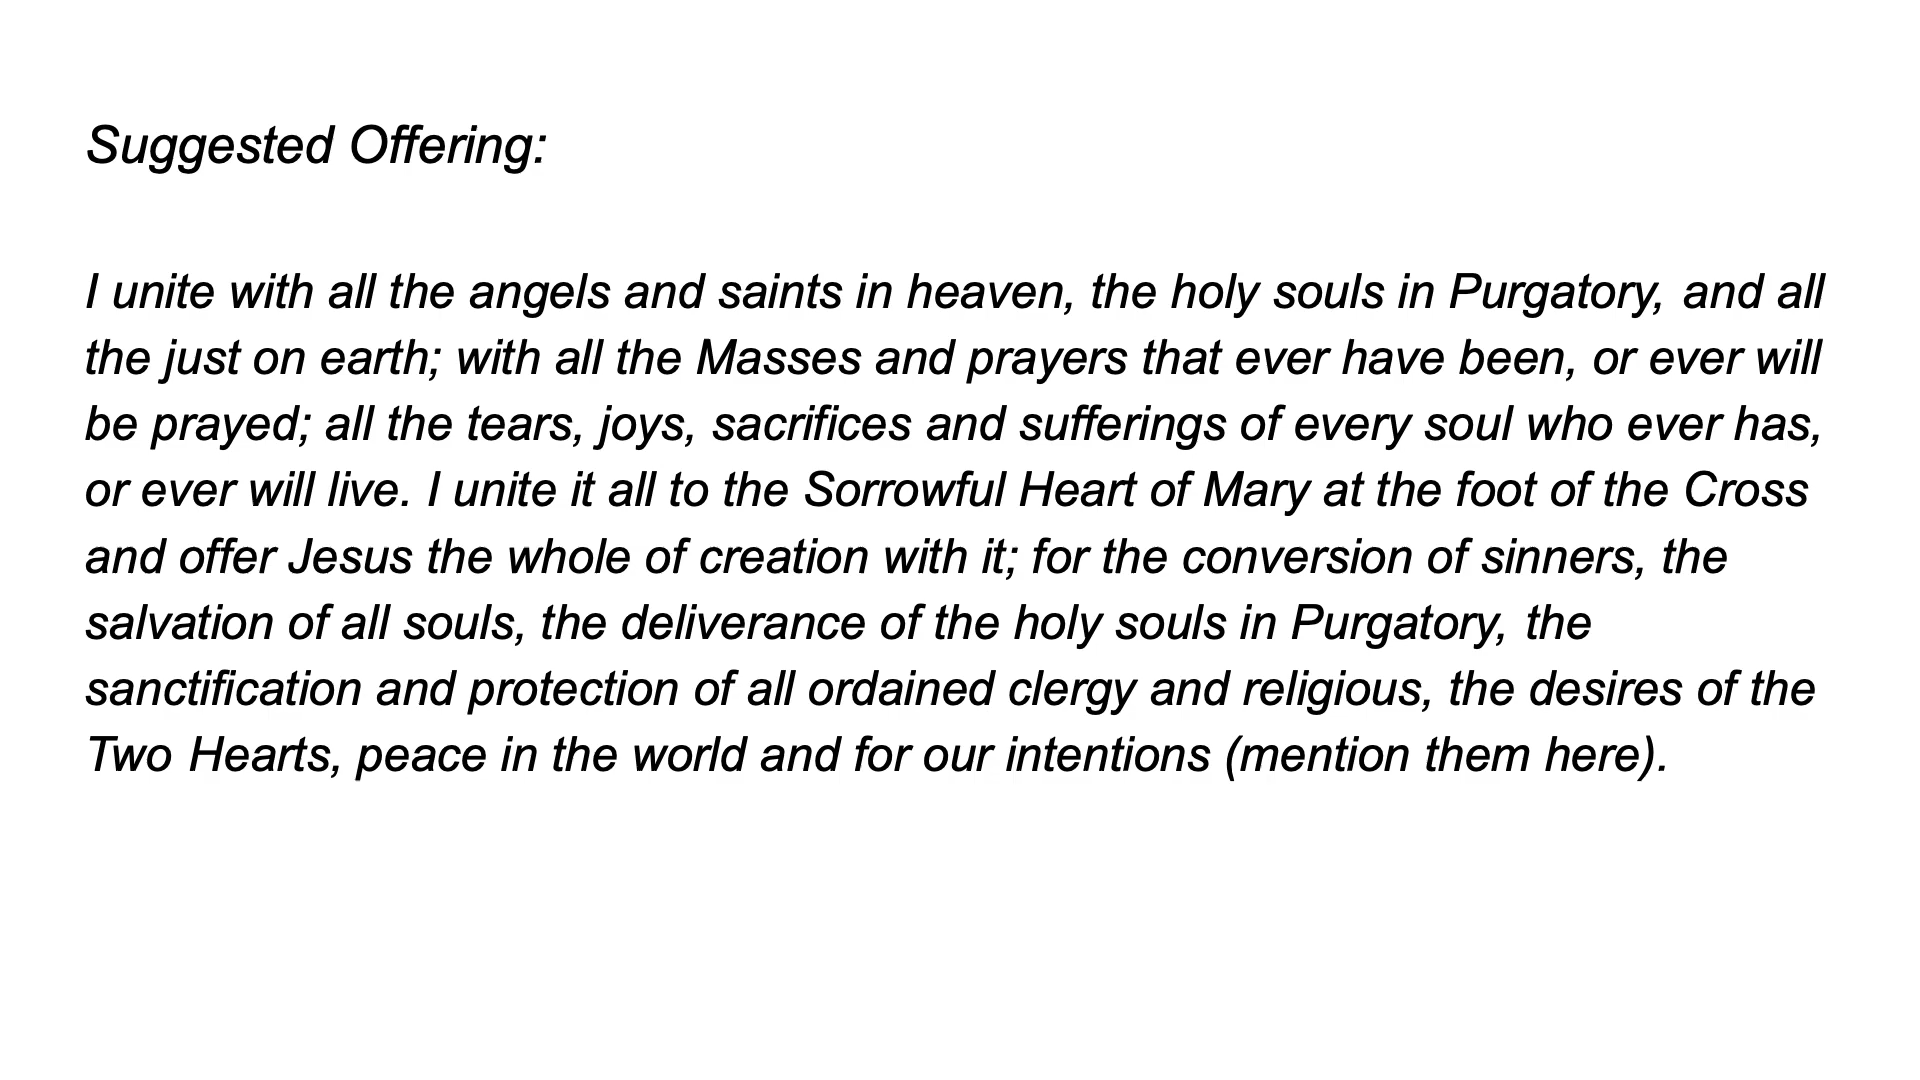 Suggested Offering:
I unite with all the angels and saints in heaven, the holy souls in Purgatory, and all
the just on earth; with all the Masses and prayers that ever have been, or ever will
be prayed; all the tears, joys, sacrifices and sufferings of every soul who ever has,
or ever will live. I unite it all to the Sorrowful Heart of Mary at the foot of the Cross
and offer Jesus the whole of creation with it; for the conversion of sinners, the
salvation of all souls, the deliverance of the holy souls in Purgatory, the
sanctification and protection of all ordained clergy and religious, the desires of the
Two Hearts, peace in the world and for our intentions (mention them here).